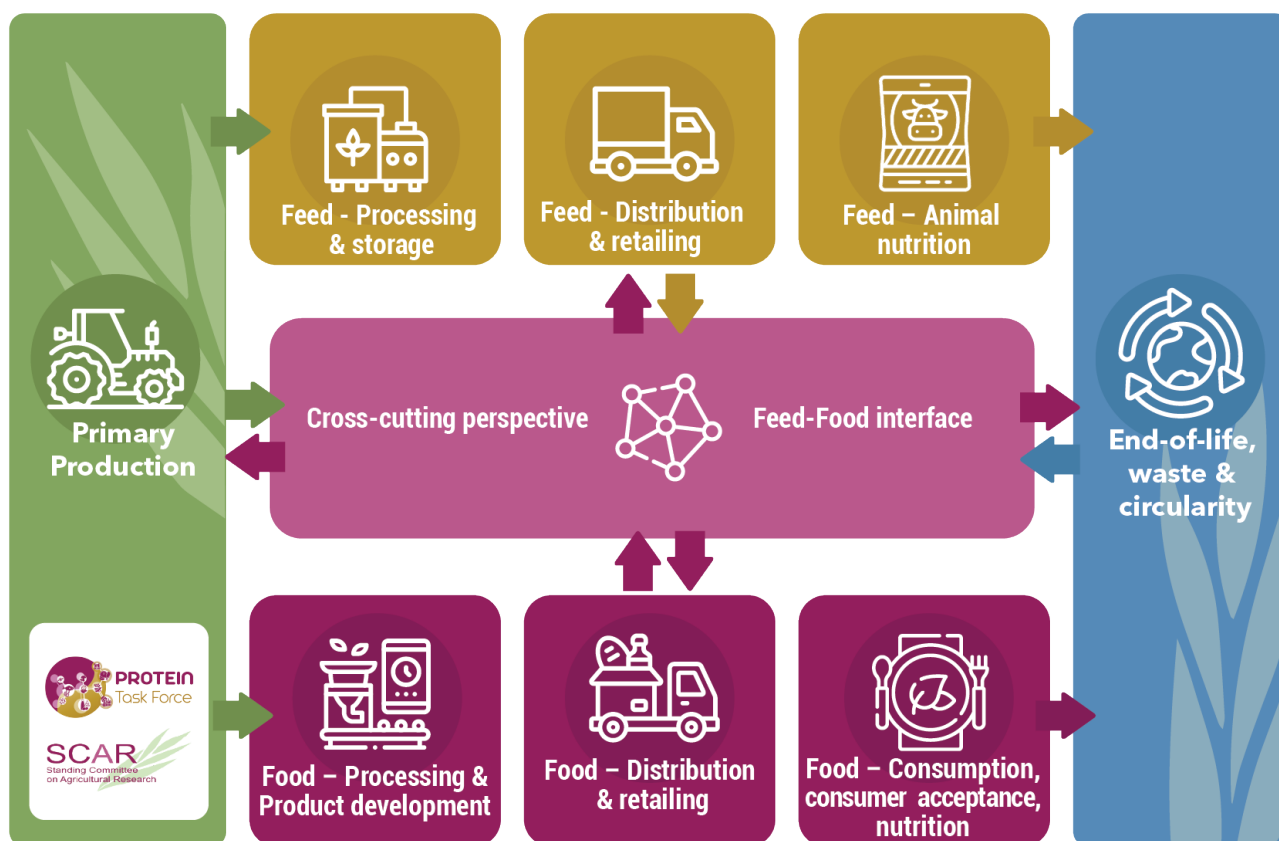 Feed - Processing
& storage
Feed - Distribution
& retailing
Feed – Animal
nutrition
Primary
Production
Cross-cutting perspective
Feed-Food interface
End-of-life,
waste &
circularity
PROTEIN
Task Force
SCAR
Standing Committee
on Agricultural Research
Food – Processing &
Product development
Food – Distribution
& retailing
Food – Consumption,
consumer acceptance,
nutrition